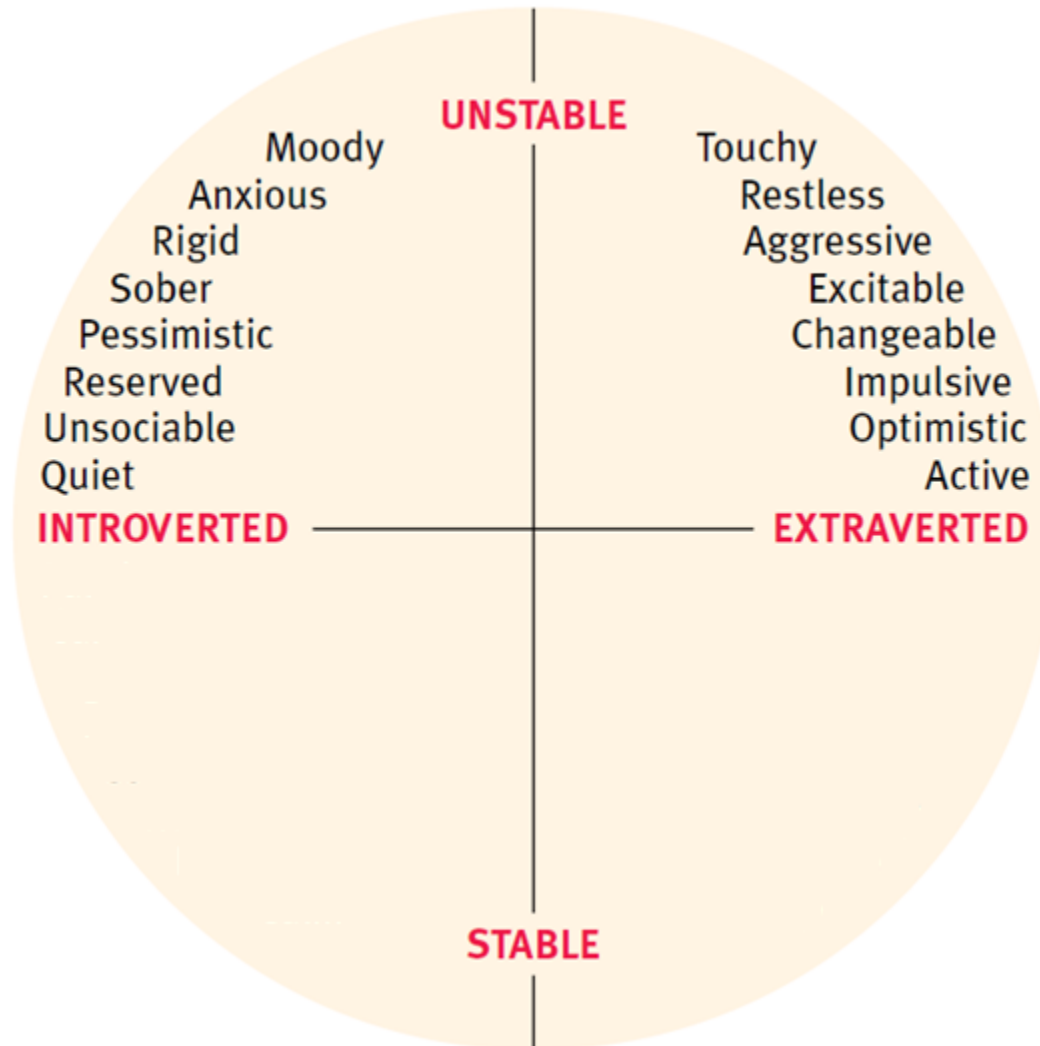 UNSTABLE
Moody
Anxious
Rigid
Sober
Pessimistic
Reserved
Unsociable
Quiet
Touchy
Restless
Aggressive
Excitable
Changeable
Impulsive
Optimistic
Active
INTROVERTED
EXTRAVERTED
STABLE